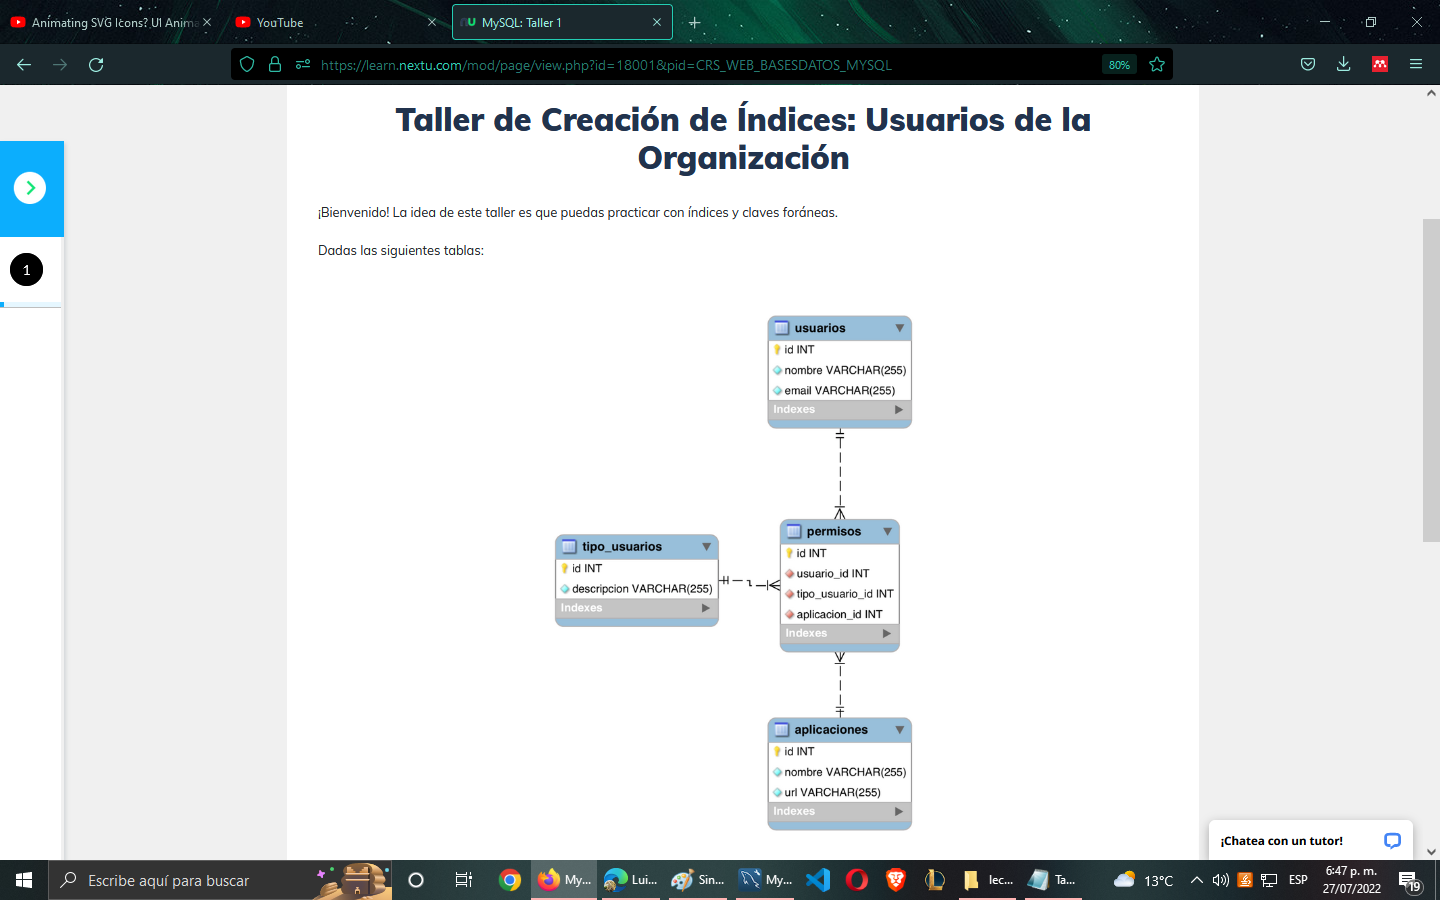 Animating SVG Icons? UI Anima
YouTube
MySQL: Taller 1
https://learn.nextu.com/mod/page/view.php?id=18001&pid=CRS_WEB_BASESDATOS_MYSQL
80%
Taller de Creación de Índices: Usuarios de la
Organización
1
¡Bienvenido! La idea de este taller es que puedas practicar con índices y claves foráneas.
Dadas las siguientes tablas:
usuarios
id INT
nombre VARCHAR(255)
email VARCHAR(255)
Indexes
tipo_usuarios
id INT
descripcion VARCHAR(255)
Indexes
permisos
id INT
usuario_id INT
tipo_usuario_id INT
aplicacion_id INT
Indexes
aplicaciones
id INT
nombre VARCHAR(255)
url VARCHAR(255)
Indexes
¡Chatea con un tutor!
Escribe aquí para buscar
My...
Lui...
Sin...
My...
lec...
Ta...
13°C
ESP
6:47 p. m.
27/07/2022
19